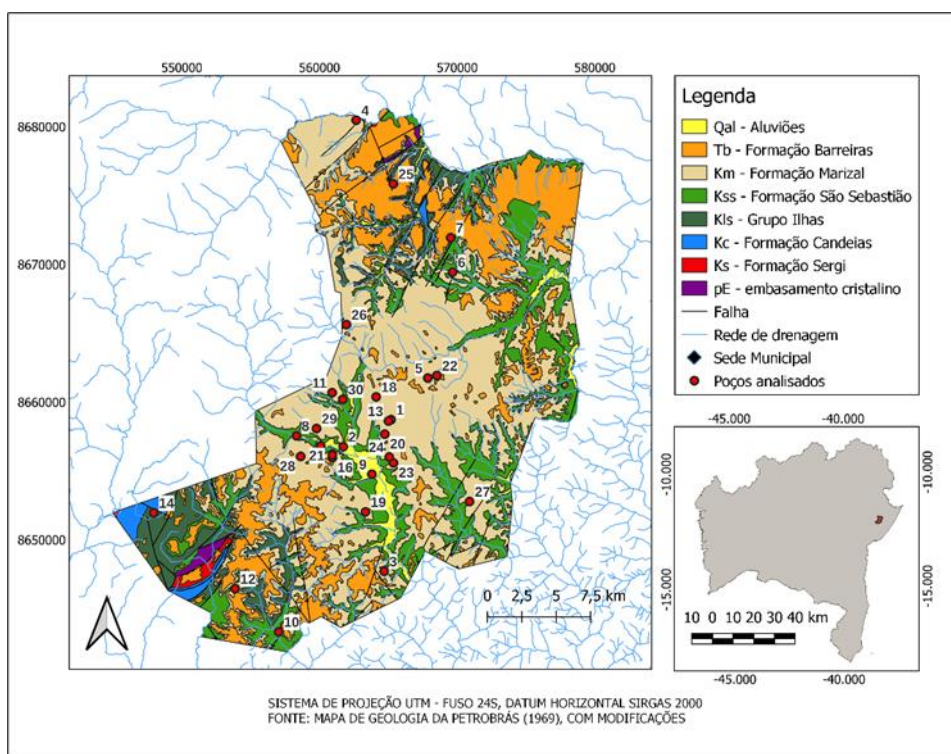 550000 560000 570000 580000
8680000
8670000
8660000
8650000
4
25
7
6
26
5
22
11
30
18
13
1
29
8
2
20
24
28
21
16
9
23
19
27
14
12
3
10
0 2,5 5 7,5 km
Legenda
Qal - Aluviões
Tb - Formação Barreiras
Km - Formação Marizal
Kss - Formação São Sebastião
Kls - Grupo Ilhas
Kc - Formação Candeias
Ks - Formação Sergi
pE - embasamento cristalino
Falha
Rede de drenagem
Sede Municipal
Poços analisados
-45.000 -40.000
-10.000
-15.000
-10.000
-15.000
10 0 10 20 30 40 km
-45.000 -40.000
SISTEMA DE PROJEÇÃO UTM - FUSO 24S, DATUM HORIZONTAL SIRGAS 2000
FONTE: MAPA DE GEOLOGIA DA PETROBRÁS (1969), COM MODIFICAÇÕES